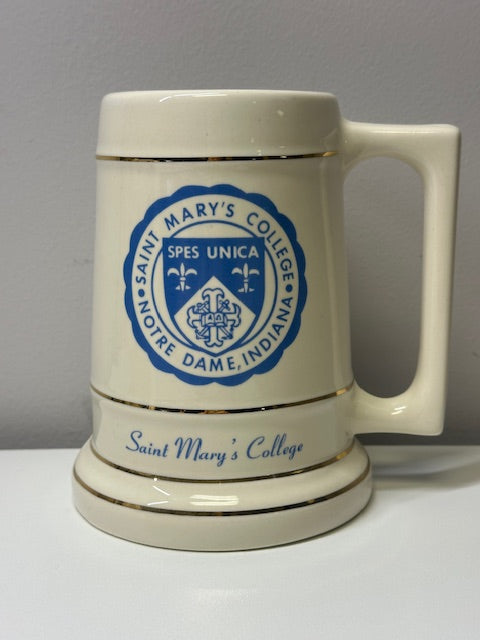 SAINT MARY'S COLLEGE
SPES UNICA
NOTRE DAME, INDIANA
Saint Mary's College